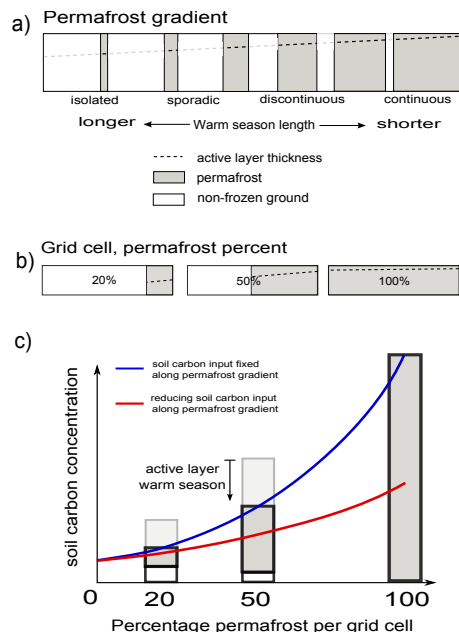 a)
Permafrost gradient
isolated sporadic discontinuous continuous
longer Warm season length shorter
active layer thickness
permafrost
non-frozen ground
b)
Grid cell, permafrost percent
20% 50% 100%
c)
soil carbon input fixed
along permafrost gradient
reducing soil carbon input
along permafrost gradient
active layer
warm season
soil carbon concentration
0 20 50 100
Percentage permafrost per grid cell